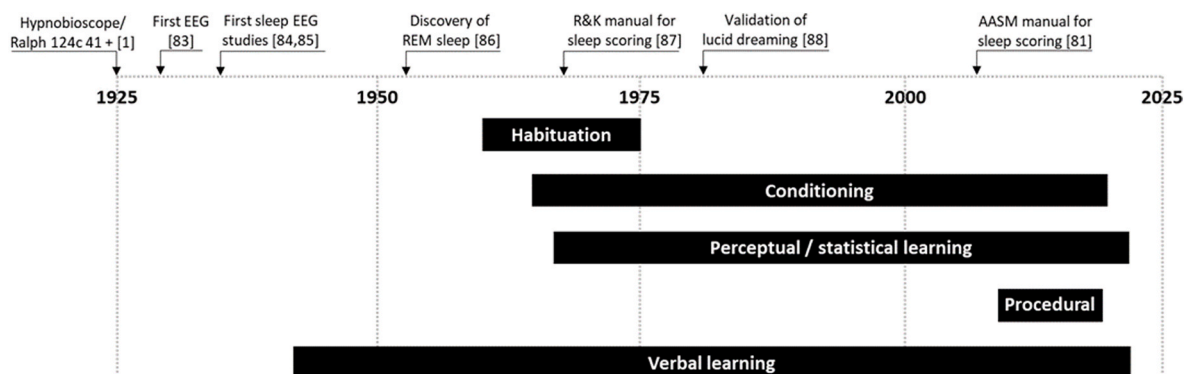 Hypnobioscope/
Ralph 124c 41 + [1]
First EEG
[83]
First sleep EEG
studies [84,85]
Discovery of
REM sleep [86]
R&K manual for
sleep scoring [87]
Validation of
lucid dreaming [88]
AASM manual for
sleep scoring [81]
1925
1950
1975
2000
2025
Habituation
Conditioning
Perceptual / statistical learning
Procedural
Verbal learning